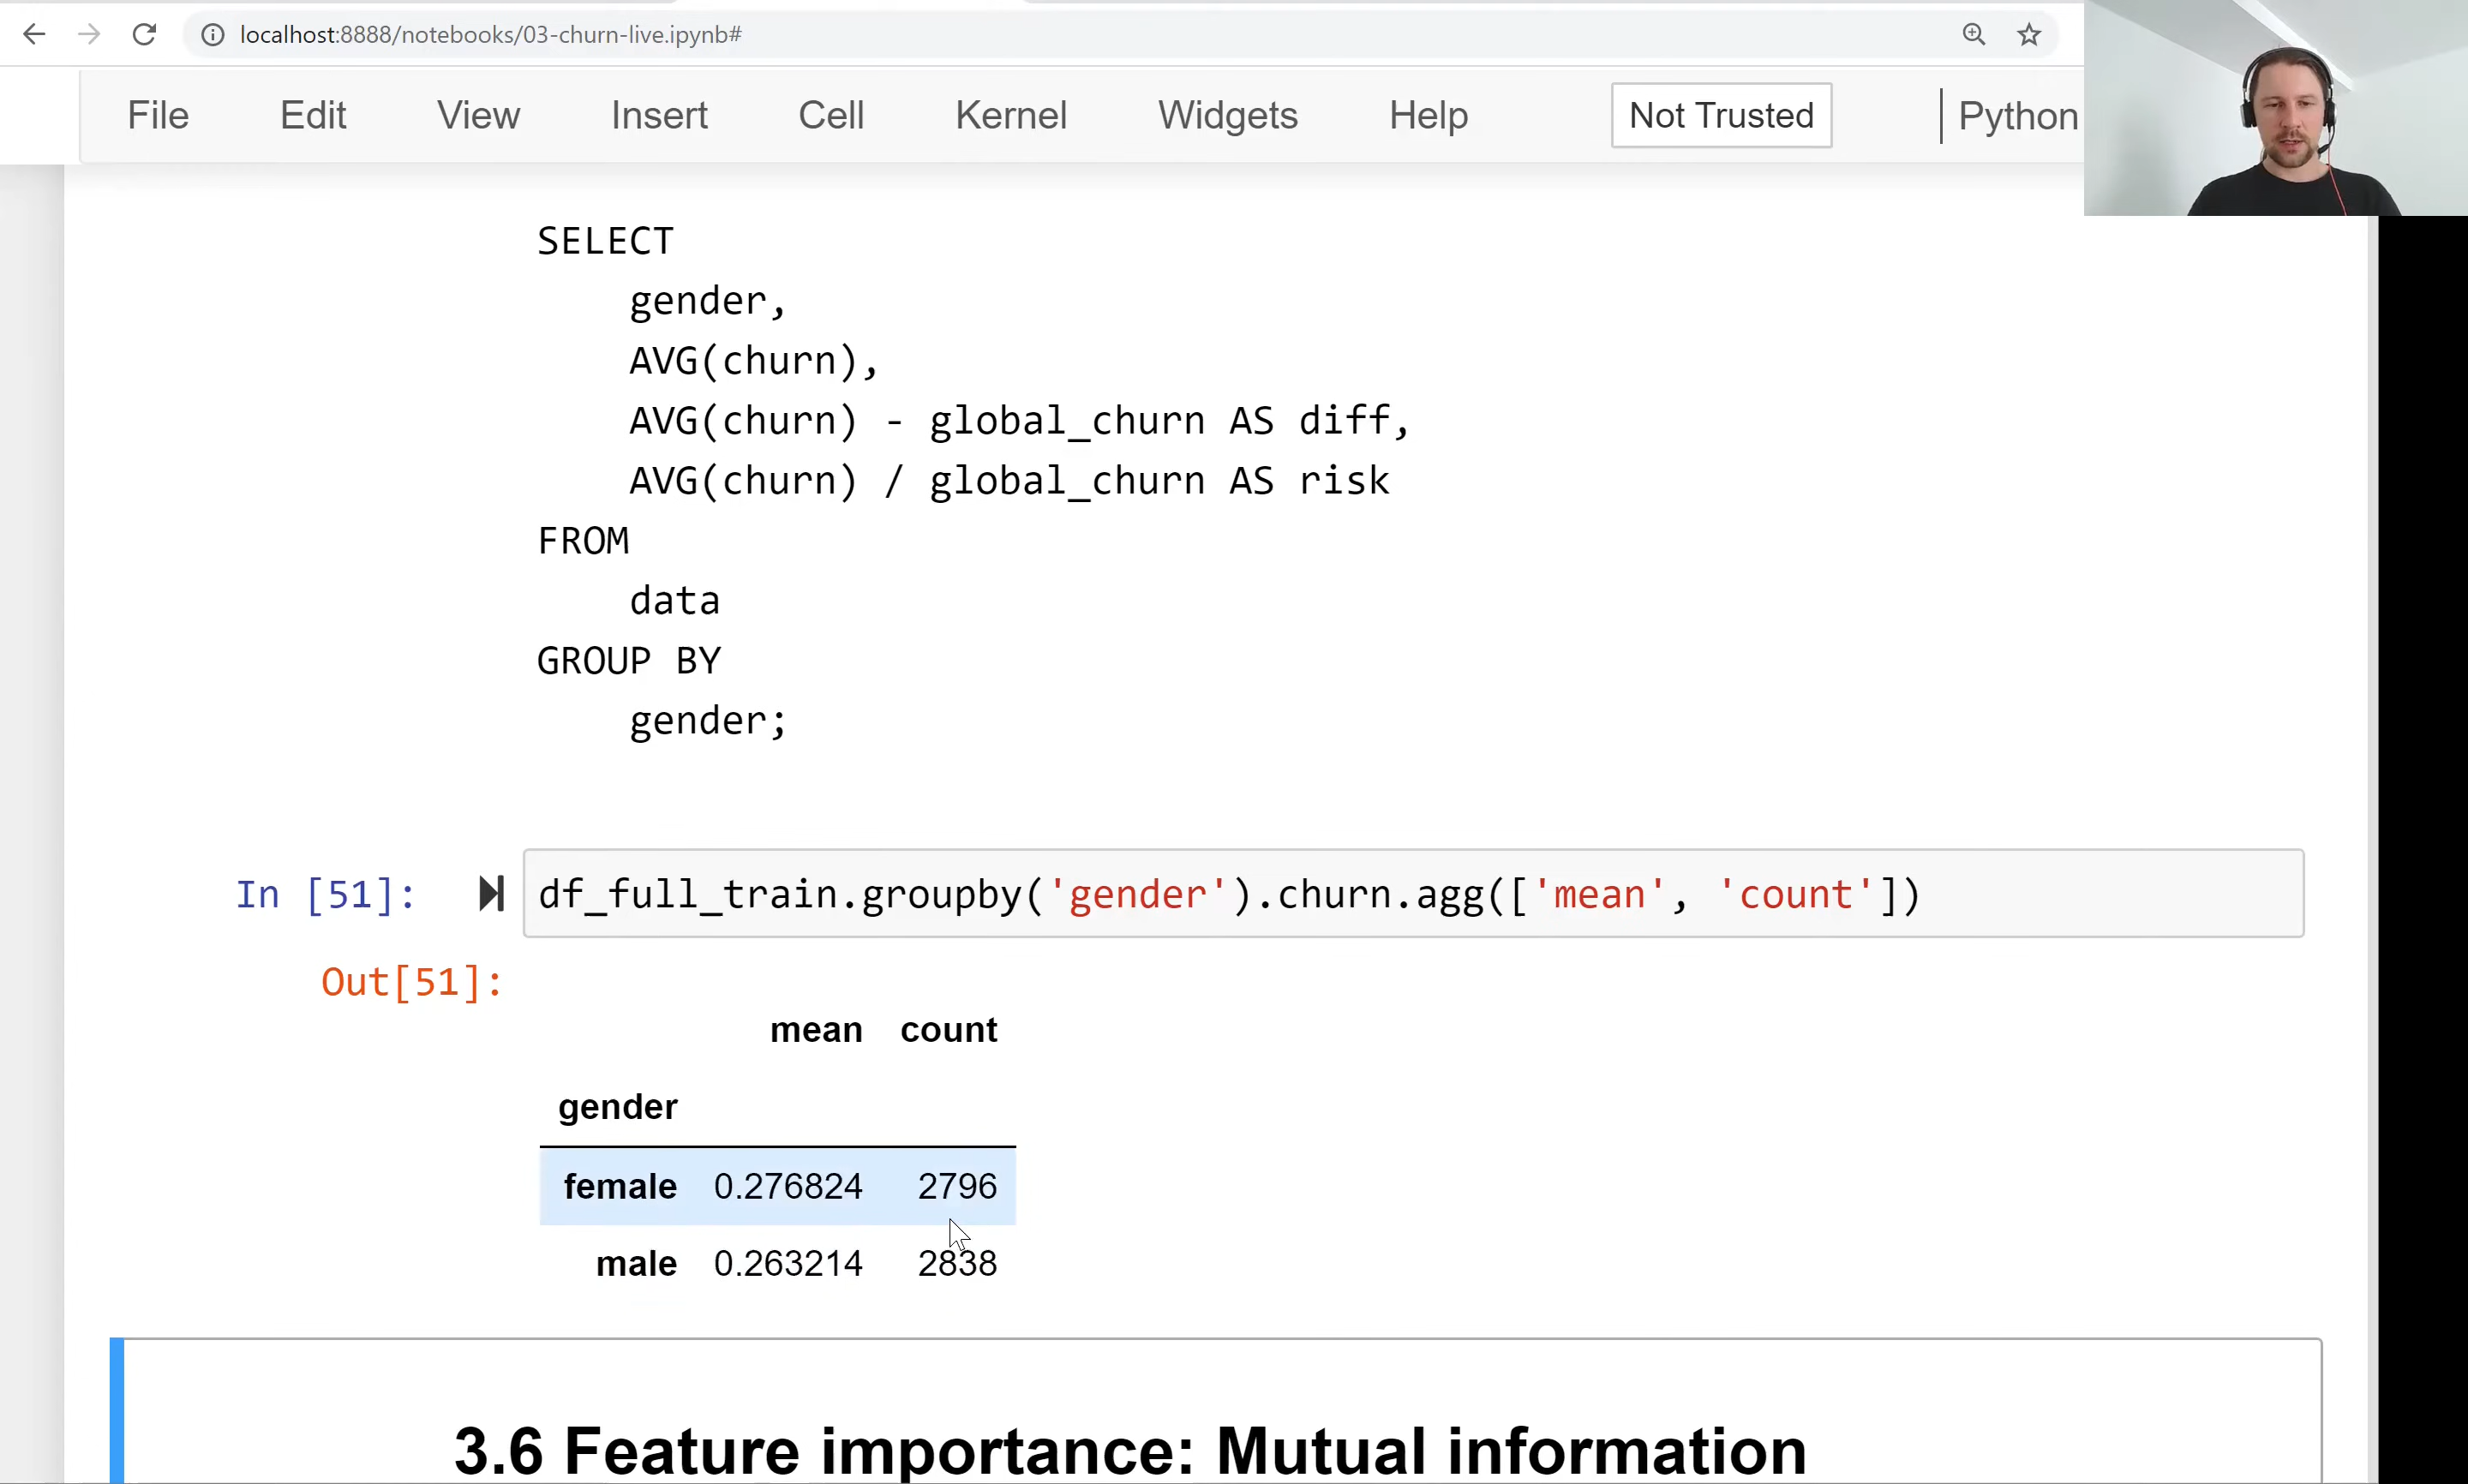 localhost:8888/notebooks/03-churn-live.ipynb#
File Edit View Insert Cell Kernel Widgets Help Not Trusted Python
SELECT
gender,
AVG(churn),
AVG(churn) - global_churn AS diff,
AVG(churn) / global_churn AS risk
FROM
data
GROUP BY
gender;
In [51]: df_full_train.groupby('gender').churn.agg(['mean', 'count'])
Out[51]:
mean count
gender
female 0.276824 2796
male 0.263214 2838
3.6 Feature importance: Mutual information